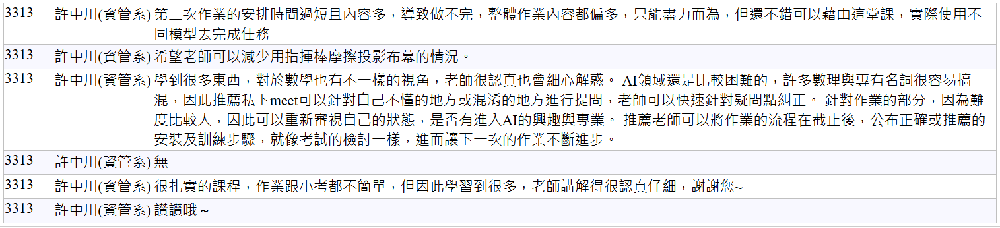 3313 許中川(資管系) 第二次作業的安排時間過短且內容多，導致做不完，整體作業內容都偏多，只能盡力而為，但還不錯可以藉由這堂課，實際使用不
同模型去完成任務
3313 許中川(資管系) 希望老師可以減少用指揮棒摩擦投影布幕的情況。
3313 許中川(資管系) 學到很多東西，對於數學也有不一樣的視角，老師很認真也會細心解惑。 AI領域還是比較困難的，許多數理與專有名詞很容易搞
混，因此推薦私下meet可以針對自己不懂的地方或混淆的地方進行提問，老師可以快速針對疑問點糾正。 針對作業的部分，因為難
度比較大，因此可以重新審視自己的狀態，是否有進入AI的興趣與專業。 推薦老師可以將作業的流程在截止後，公布正確或推薦的
安裝及訓練步驟，就像考試的檢討一樣，進而讓下一次的作業不斷進步。
3313 許中川(資管系) 無
3313 許中川(資管系) 很扎實的課程，作業跟小考都不簡單，但因此學習到很多，老師講解得很認真仔細，謝謝您~
3313 許中川(資管系) 讚讚哦～